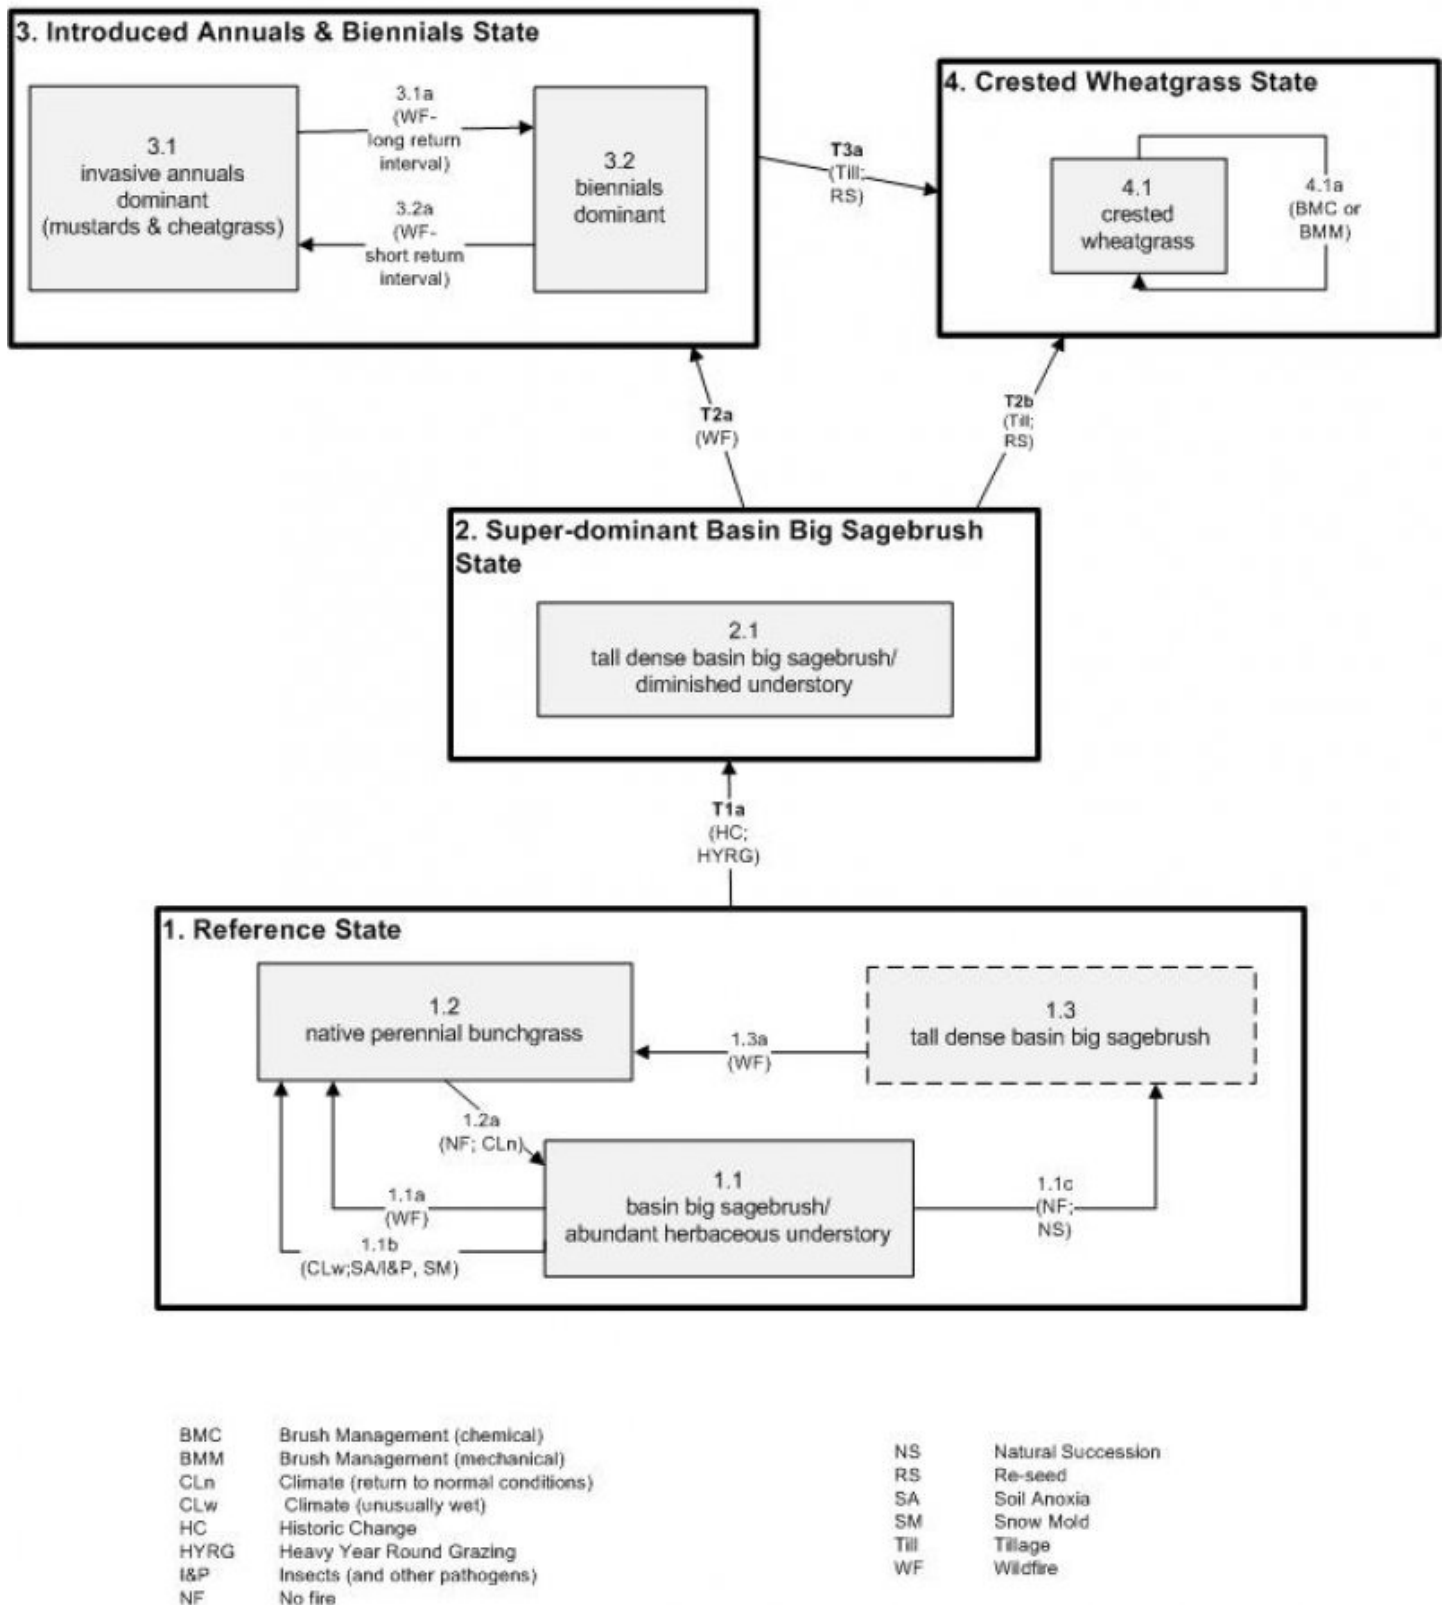 3. Introduced Annuals & Biennials State
3.1
invasive annuals
dominant
(mustards & cheatgrass)
3.1a
(WF-
long return
interval)
3.2a
(WF-
short return
interval)
3.2
biennials
dominant
T3a
(Till;
RS)
4. Crested Wheatgrass State
4.1
crested
wheatgrass
4.1a
(BMC or
BMM)
T2a
(WF)
T2b
(Till;
RS)
2. Super-dominant Basin Big Sagebrush
State
2.1
tall dense basin big sagebrush/
diminished understory
T1a
(HC;
HYRG)
1. Reference State
1.2
native perennial bunchgrass
1.3a
(WF)
1.3
tall dense basin big sagebrush
1.2a
(NF; CLn)
1.1a
(WF)
1.1b
(CLw;SA/I&P, SM)
1.1
basin big sagebrush/
abundant herbaceous understory
1.1c
(NF;
NS)
BMC Brush Management (chemical)
BMM Brush Management (mechanical)
CLn Climate (return to normal conditions)
CLw Climate (unusually wet)
HC Historic Change
HYRG Heavy Year Round Grazing
I&P Insects (and other pathogens)
NF No fire
NS Natural Succession
RS Re-seed
SA Soil Anoxia
SM Snow Mold
Till Tillage
WF Wildfire